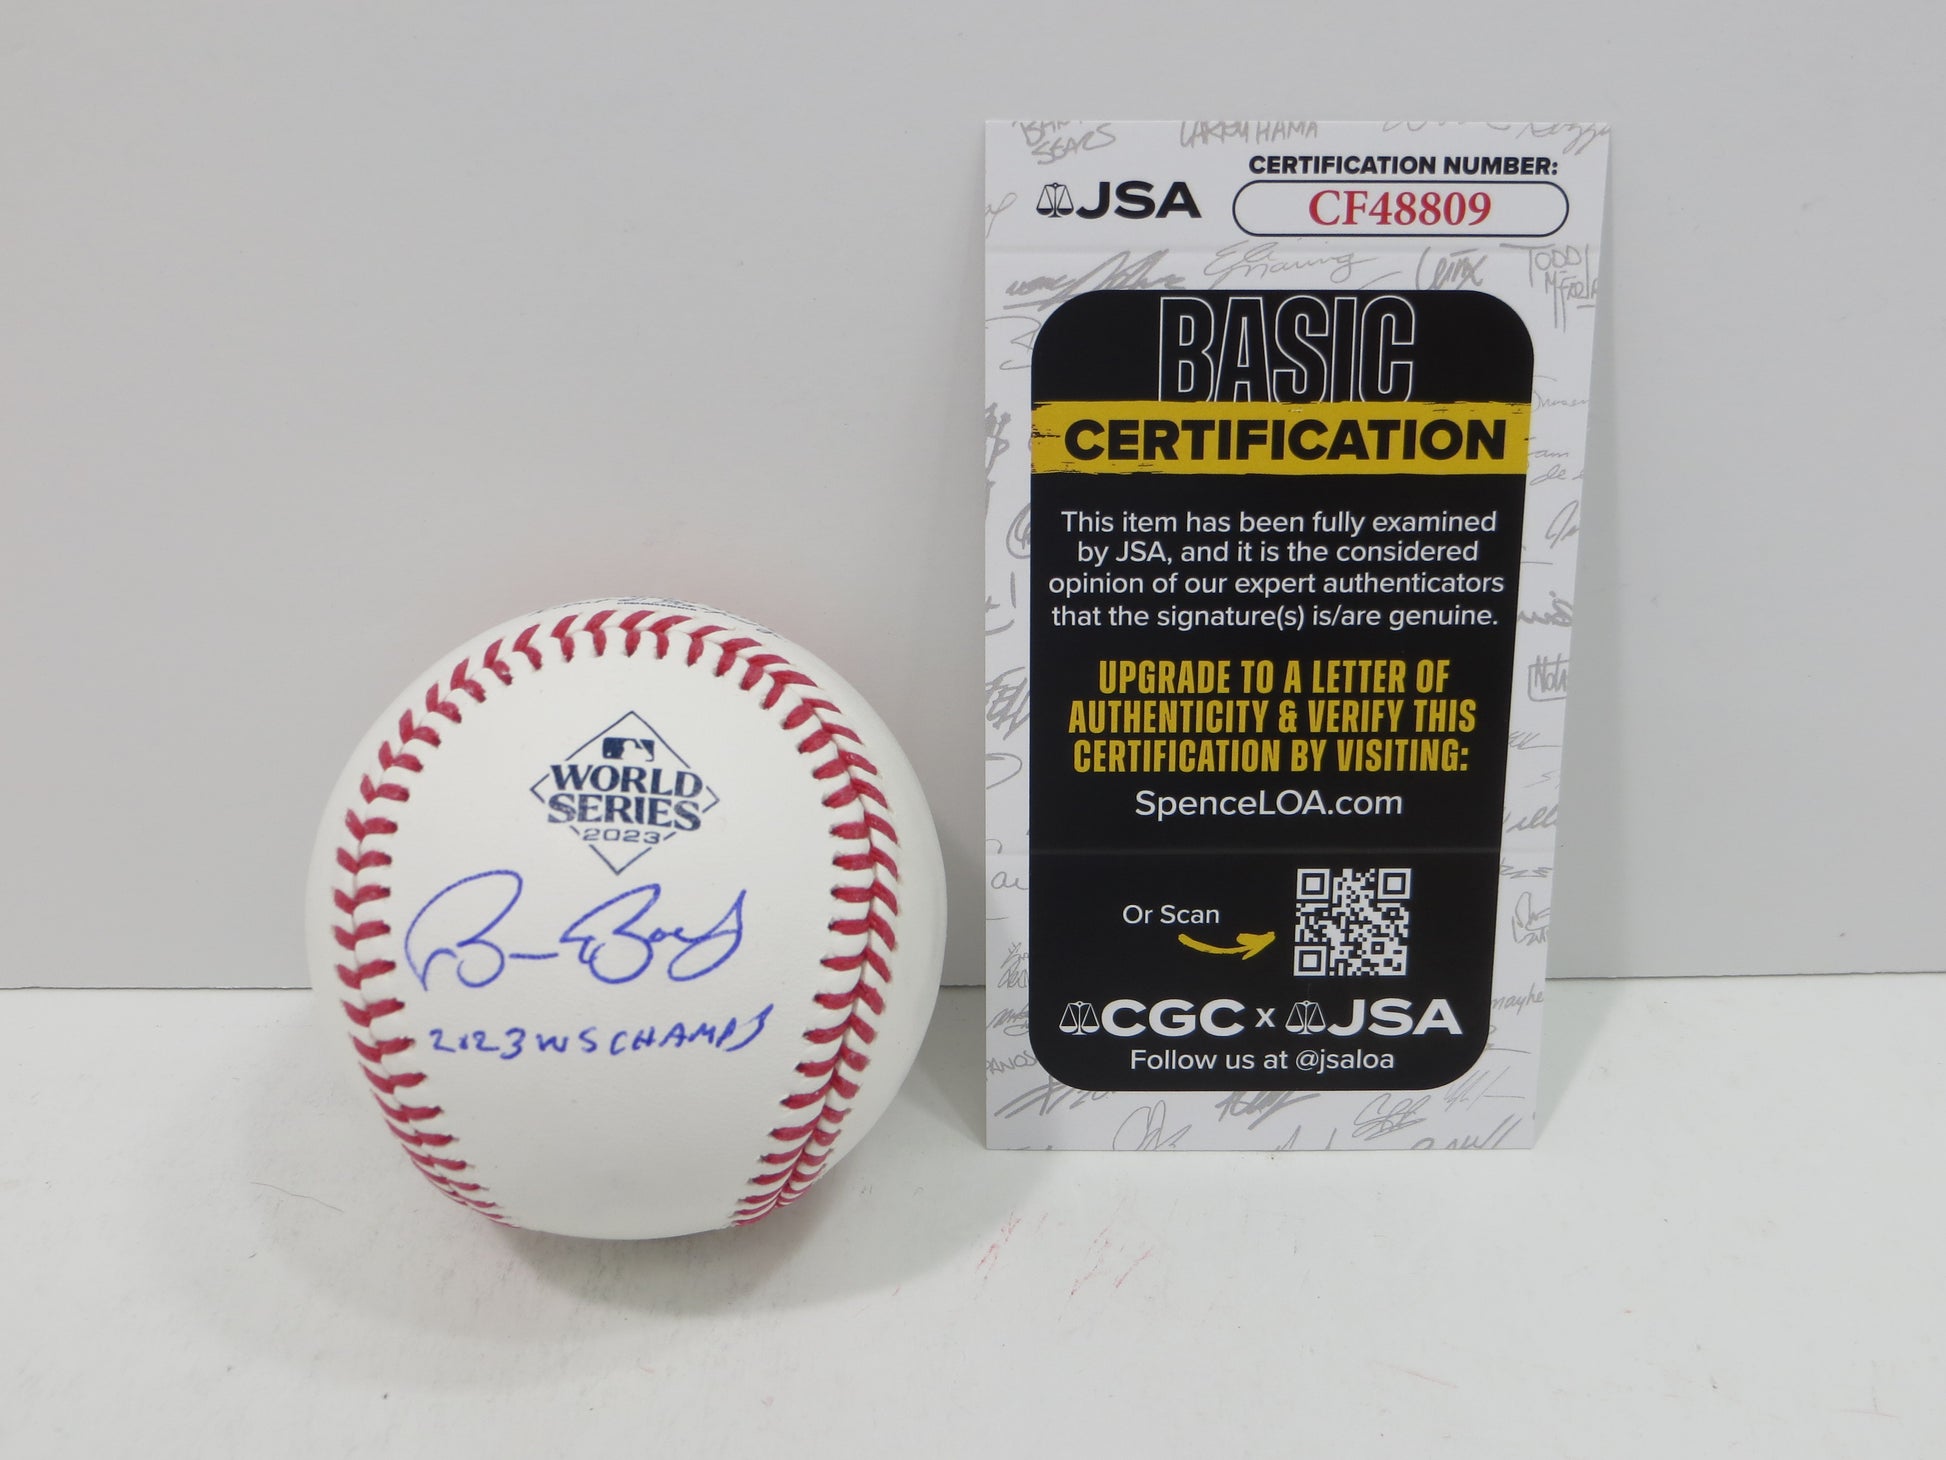 WORLD
SERIES
2023
Bruce Bochy
2023 WS CHAMPS
JSA
CERTIFICATION NUMBER:
CF48809
BASIC
CERTIFICATION
This item has been fully examined
by JSA, and it is the considered
opinion of our expert authenticators
that the signature(s) is/are genuine.
UPGRADE TO A LETTER OF
AUTHENTICITY & VERIFY THIS
CERTIFICATION BY VISITING:
SpenceLOA.com
Or Scan
CGC x JSA
Follow us at @jsaloa